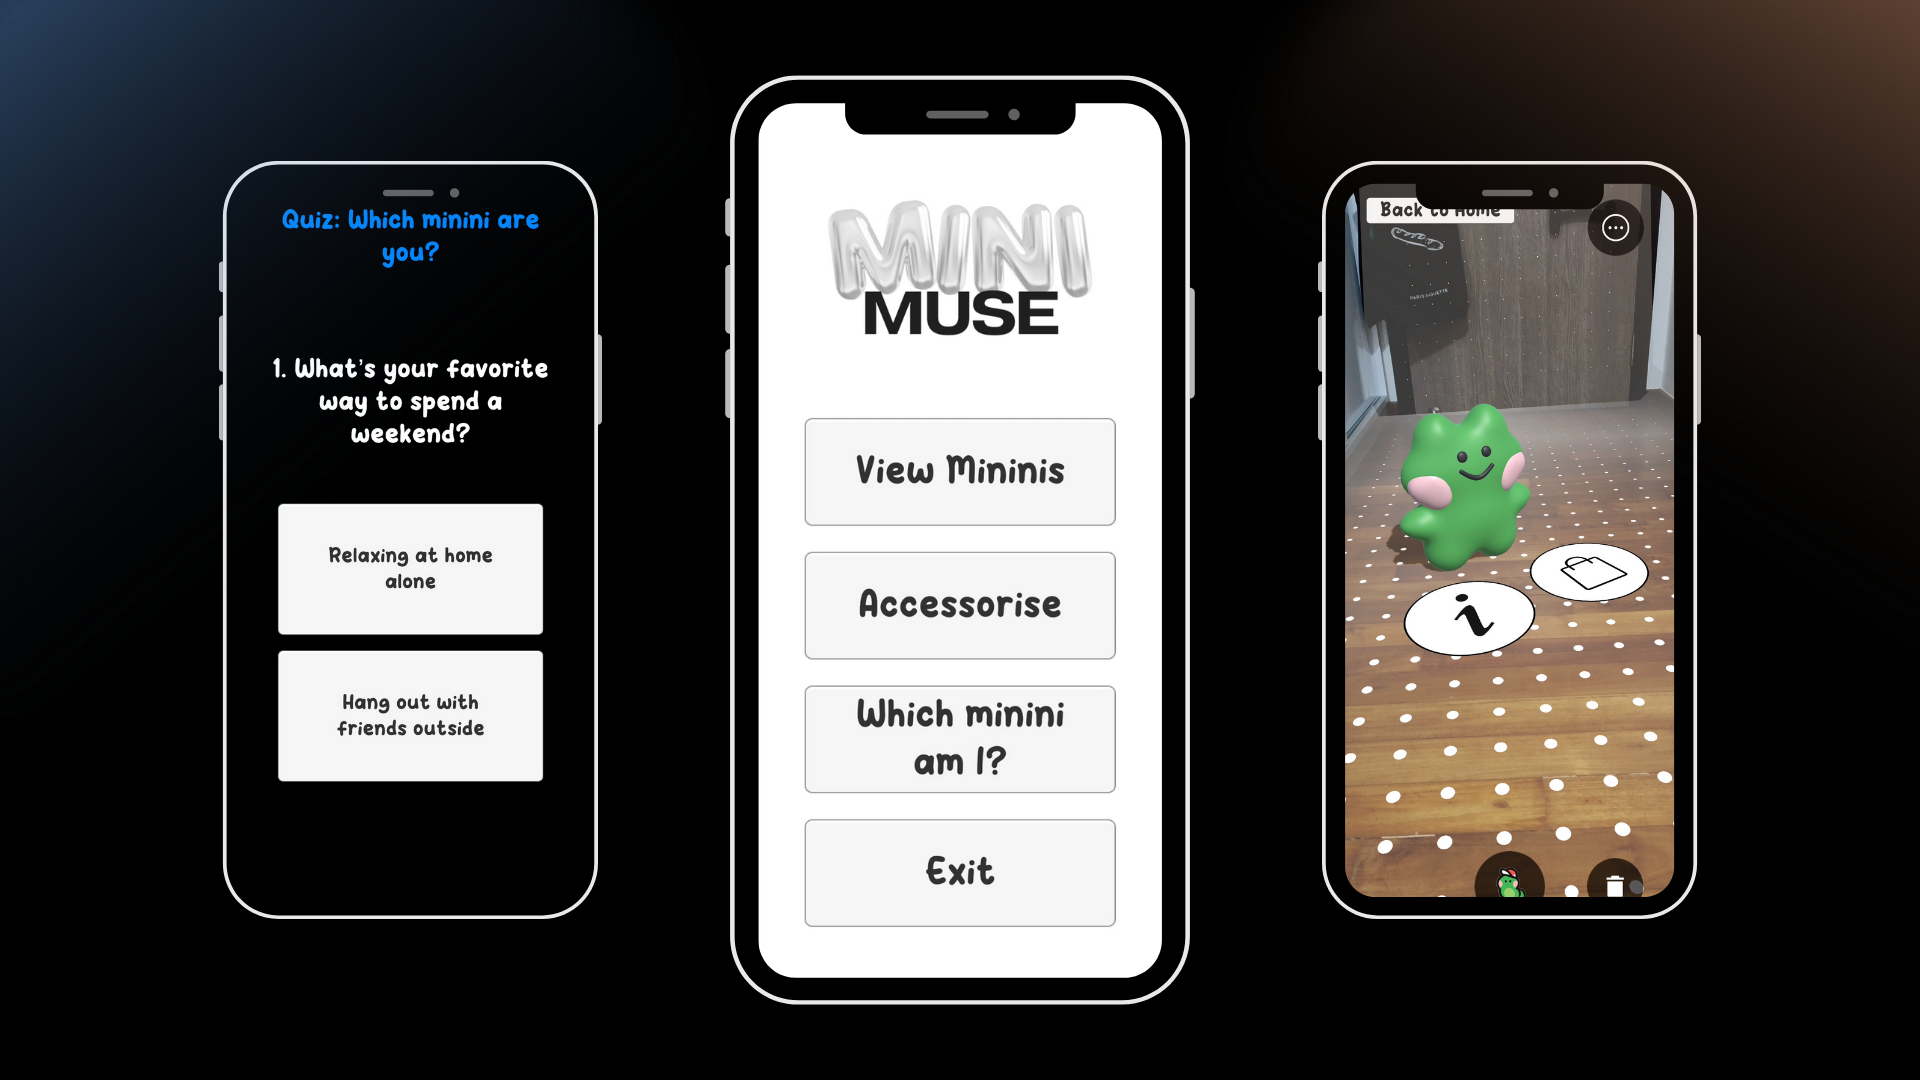 Quiz: Which minini are
you?
1. What's your favorite
way to spend a
weekend?
Relaxing at home
alone
Hang out with
friends outside
MINI
MUSE
View Mininis
Accessorise
Which minini
am I?
Exit
Back to Home
PARIS BAGUETTE
i